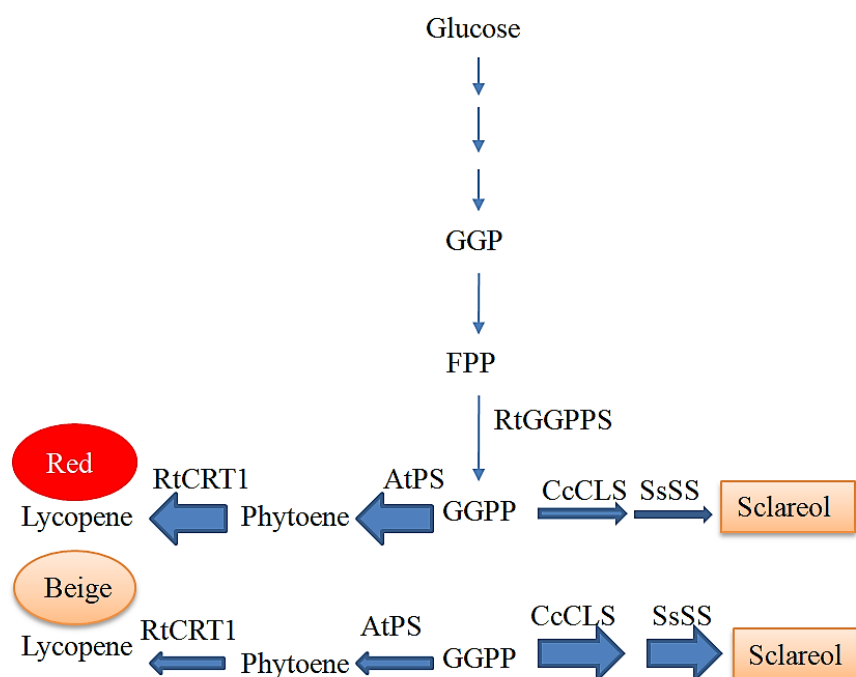 Glucose
GGP
FPP
RtGGPPS
Red
RtCRT1
AtPS
CcCLS SsSS
Lycopene
Phytoene
GGPP
Sclareol
Beige
CcCLS SsSS
RtCRT1
AtPS
Lycopene
Phytoene
GGPP
Sclareol